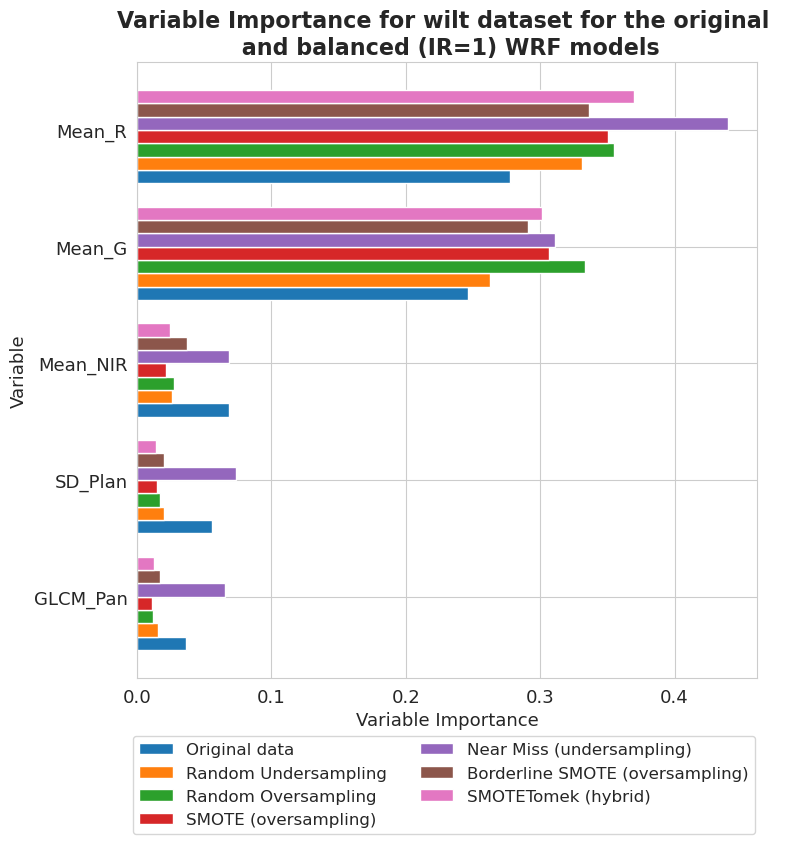 Variable Importance for wilt dataset for the original
and balanced (IR=1) WRF models
Variable
Mean_R
Mean_G
Mean_NIR
SD_Plan
GLCM_Pan
0.0 0.1 0.2 0.3 0.4
Variable Importance
Original data
Random Undersampling
Random Oversampling
SMOTE (oversampling)
Near Miss (undersampling)
Borderline SMOTE (oversampling)
SMOTETomek (hybrid)